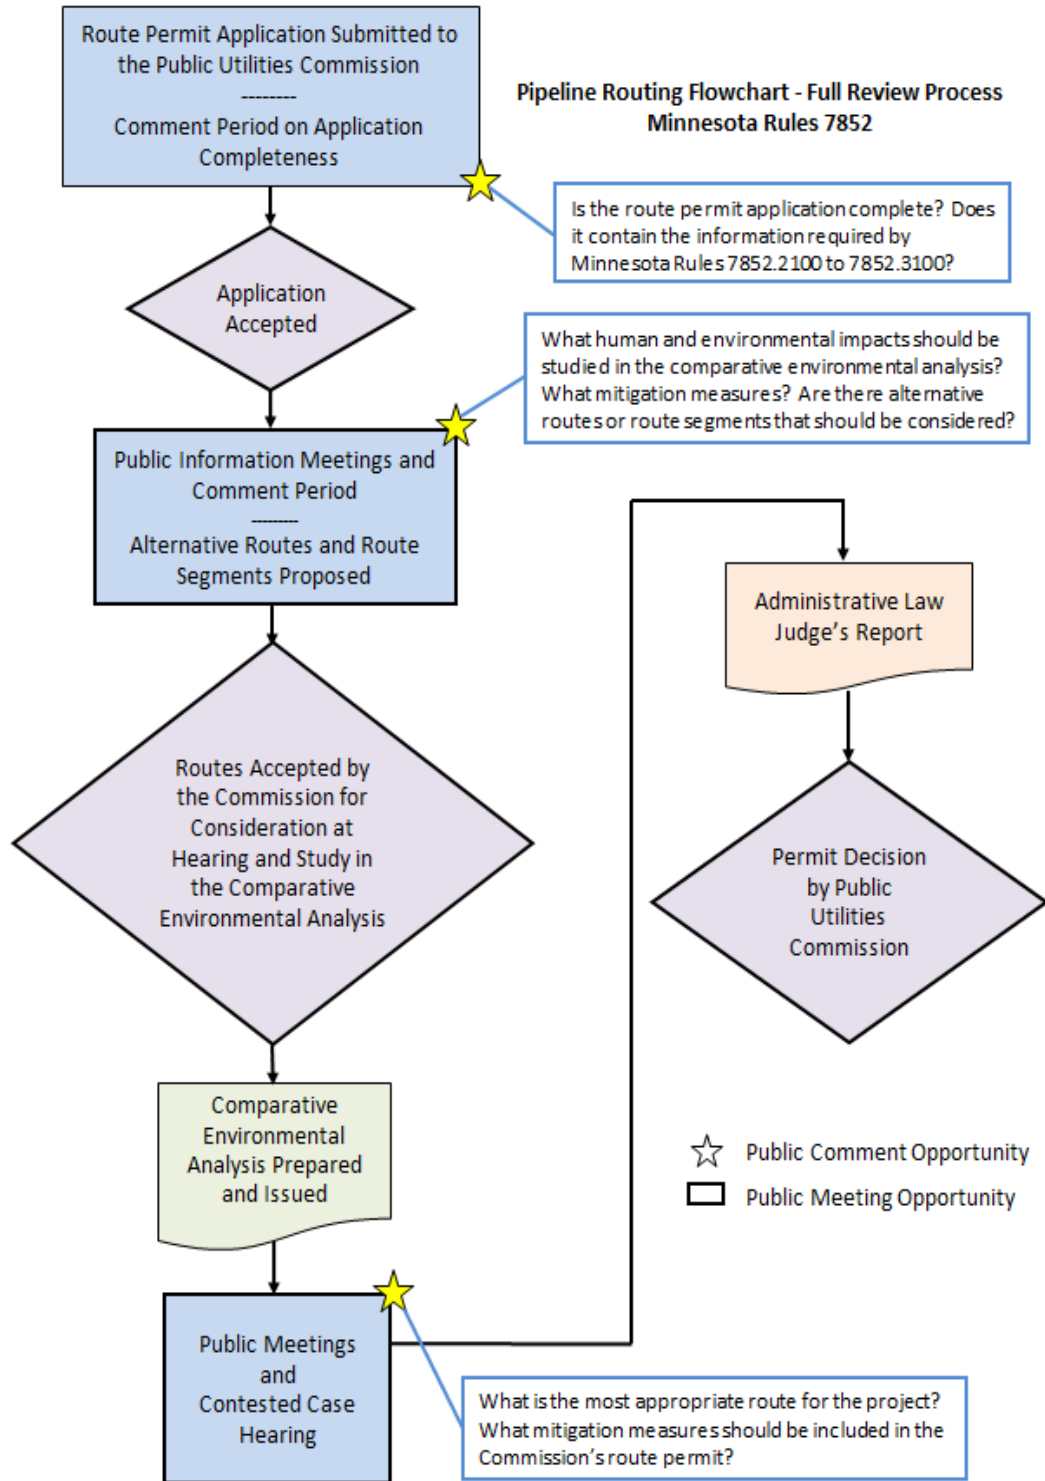 Route Permit Application Submitted to
the Public Utilities Commission
--------
Comment Period on Application
Completeness
Pipeline Routing Flowchart - Full Review Process
Minnesota Rules 7852
Is the route permit application complete? Does
it contain the information required by
Minnesota Rules 7852.2100 to 7852.3100?
Application
Accepted
What human and environmental impacts should be
studied in the comparative environmental analysis?
What mitigation measures? Are there alternative
routes or route segments that should be considered?
Public Information Meetings and
Comment Period
---------
Alternative Routes and Route
Segments Proposed
Routes Accepted by
the Commission for
Consideration at
Hearing and Study in
the Comparative
Environmental Analysis
Comparative
Environmental
Analysis Prepared
and Issued
Public Meetings
and
Contested Case
Hearing
What is the most appropriate route for the project?
What mitigation measures should be included in the
Commission's route permit?
Administrative Law
Judge's Report
Permit Decision
by Public
Utilities
Commission
Public Comment Opportunity
Public Meeting Opportunity